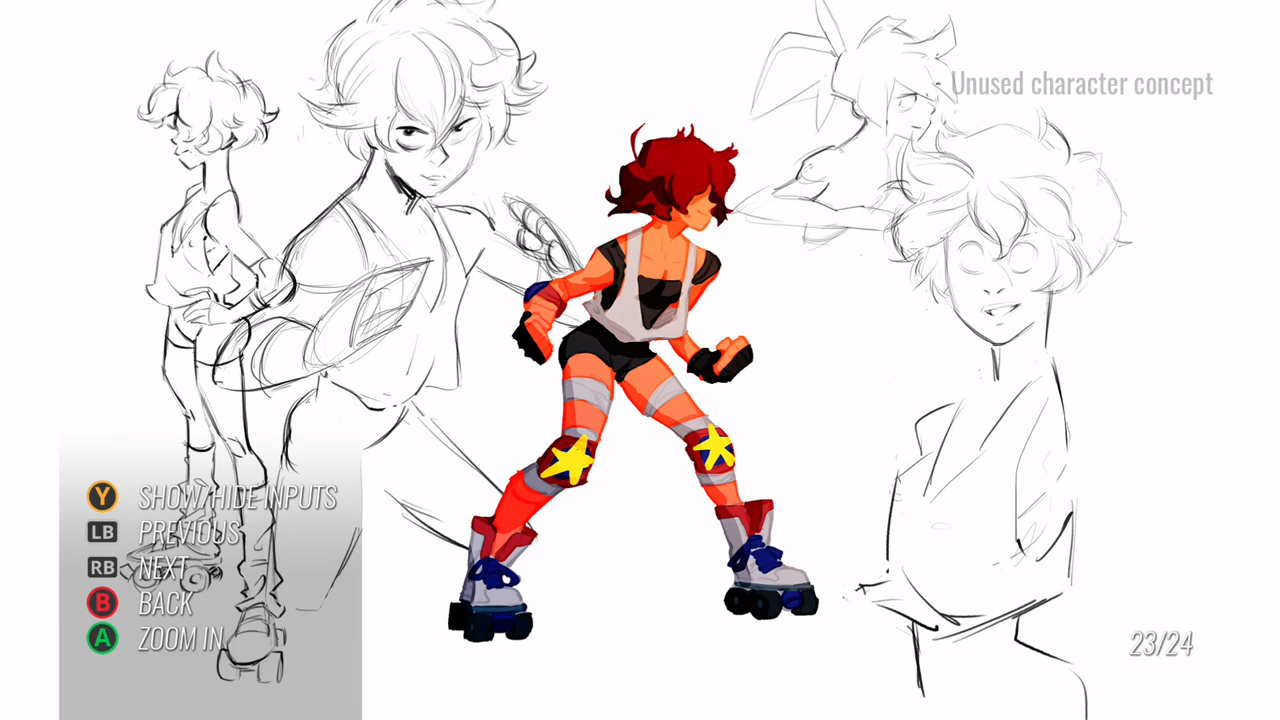 Unused character concept
Y SHOW/HIDE INPUTS
LB PREVIOUS
RB NEXT
B BACK
A ZOOM IN
23/24